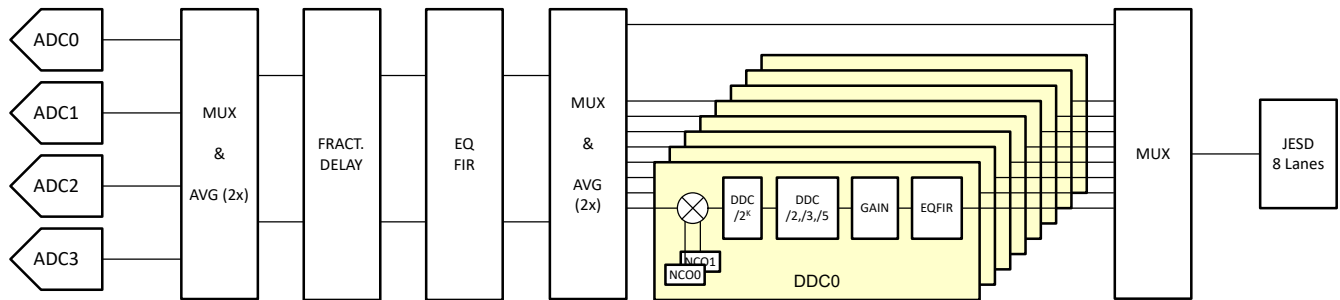 ADC0
ADC1
ADC2
ADC3
MUX
&
AVG (2x)
FRACT.
DELAY
EQ
FIR
MUX
&
AVG
(2x)
DDC
/2ᴷ
DDC
/2,/3,/5
GAIN
EQFIR
NCO1
NCO0
DDC0
MUX
JESD
8 Lanes